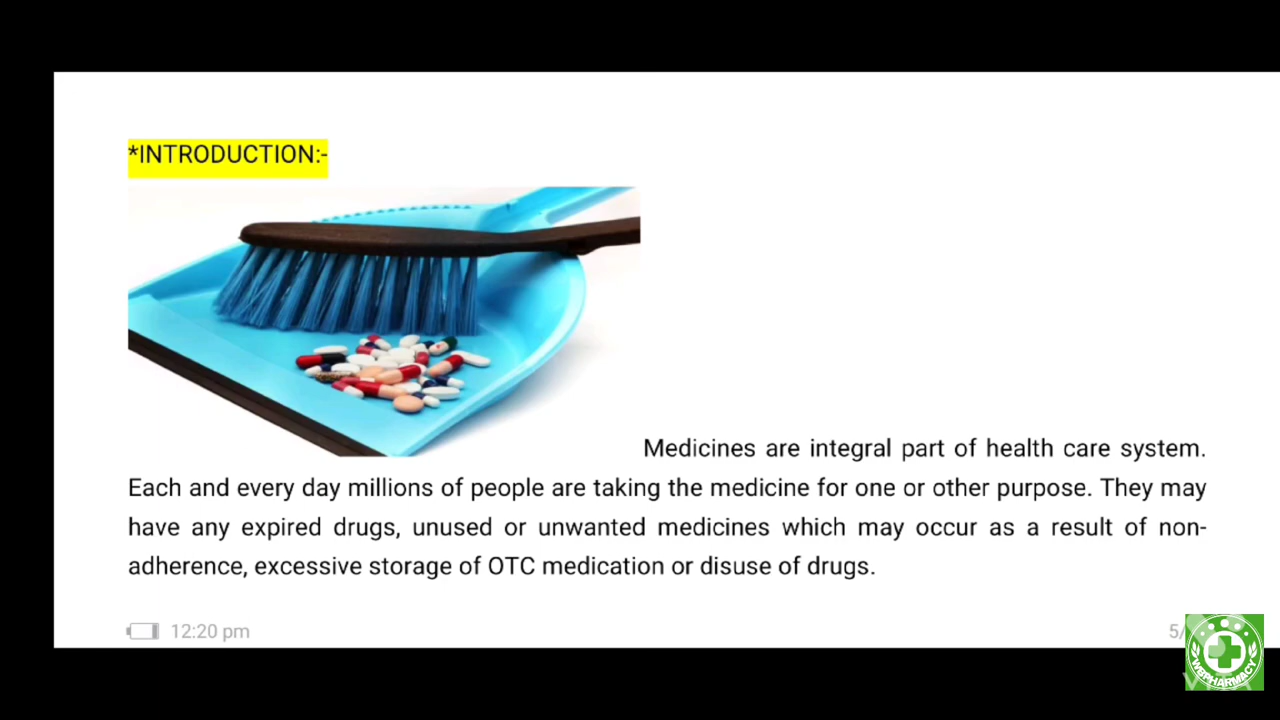 *INTRODUCTION:-
Medicines are integral part of health care system.
Each and every day millions of people are taking the medicine for one or other purpose. They may
have any expired drugs, unused or unwanted medicines which may occur as a result of non-
adherence, excessive storage of OTC medication or disuse of drugs.
12:20 pm
5/
WBPHARMACY